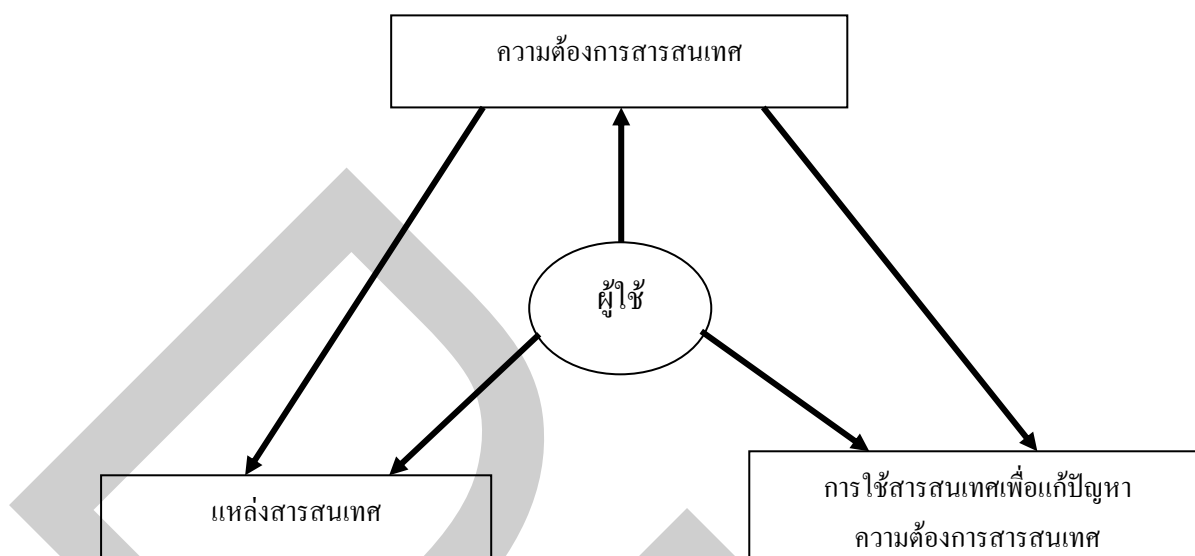 ความต้องการสารสนเทศ
ผู้ใช้
แหล่งสารสนเทศ
การใช้สารสนเทศเพื่อแก้ปัญหา
ความต้องการสารสนเทศ